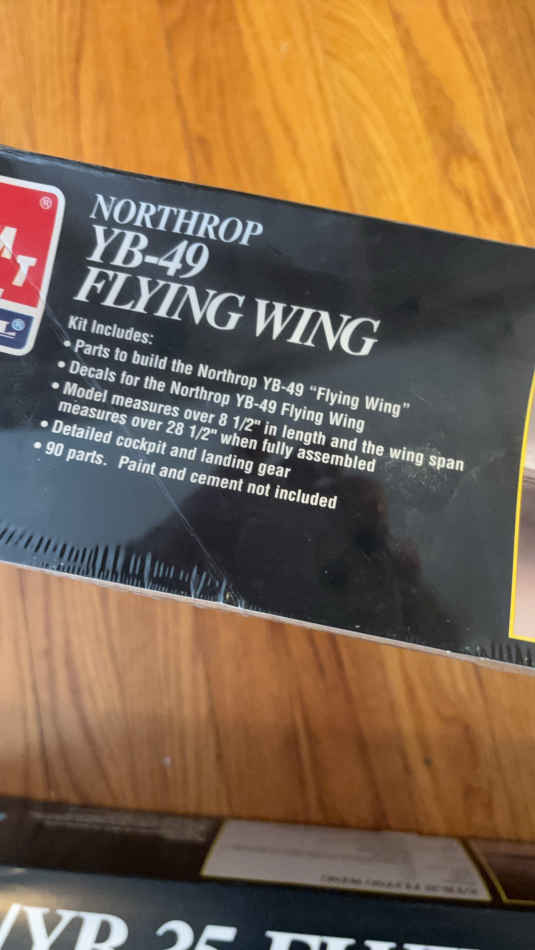 ®
AT
®
NORTHROP
YB-49
FLYING WING
Kit Includes:
• Parts to build the Northrop YB-49 "Flying Wing"
• Decals for the Northrop YB-49 Flying Wing
• Model measures over 8 1/2" in length and the wing span
measures over 28 1/2" when fully assembled
• Detailed cockpit and landing gear
• 90 parts. Paint and cement not included